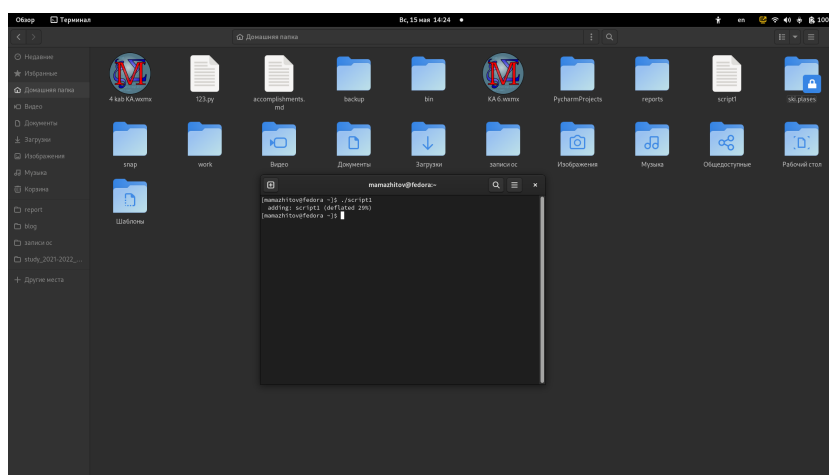 Обзор Терминал Вс, 15 мая 14:24 en 100
Домашняя папка
Недавние
Избранные
Домашняя папка
Видео
Документы
Загрузки
Изображения
Музыка
Корзина
report
blog
записи ос
study_2021-2022_...
Другие места
4 kab KA.wxmx 123.py accomplishments.md backup bin KA 6.wxmx PycharmProjects reports script1 ski.plases
snap work Видео Документы Загрузки записи ос Изображения Музыка Общедоступные Рабочий стол
Шаблоны
mamazhitov@fedora:~
[mamazhitov@fedora ~]$ ./script1
adding: script1 (deflated 29%)
[mamazhitov@fedora ~]$